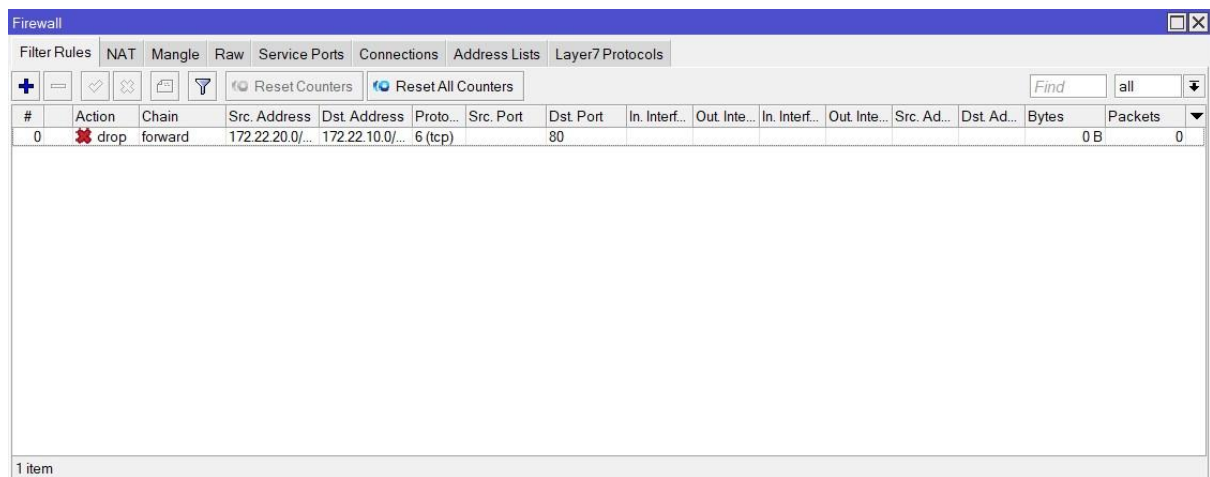 Firewall
Filter Rules NAT Mangle Raw Service Ports Connections Address Lists Layer7 Protocols
Reset Counters Reset All Counters Find all
# Action Chain Src. Address Dst. Address Proto... Src. Port Dst. Port In. Interf... Out. Inte... In. Interf... Out. Inte... Src. Ad... Dst. Ad... Bytes Packets
0 drop forward 172.22.20.0/... 172.22.10.0/... 6 (tcp) 80 0 B 0
1 item